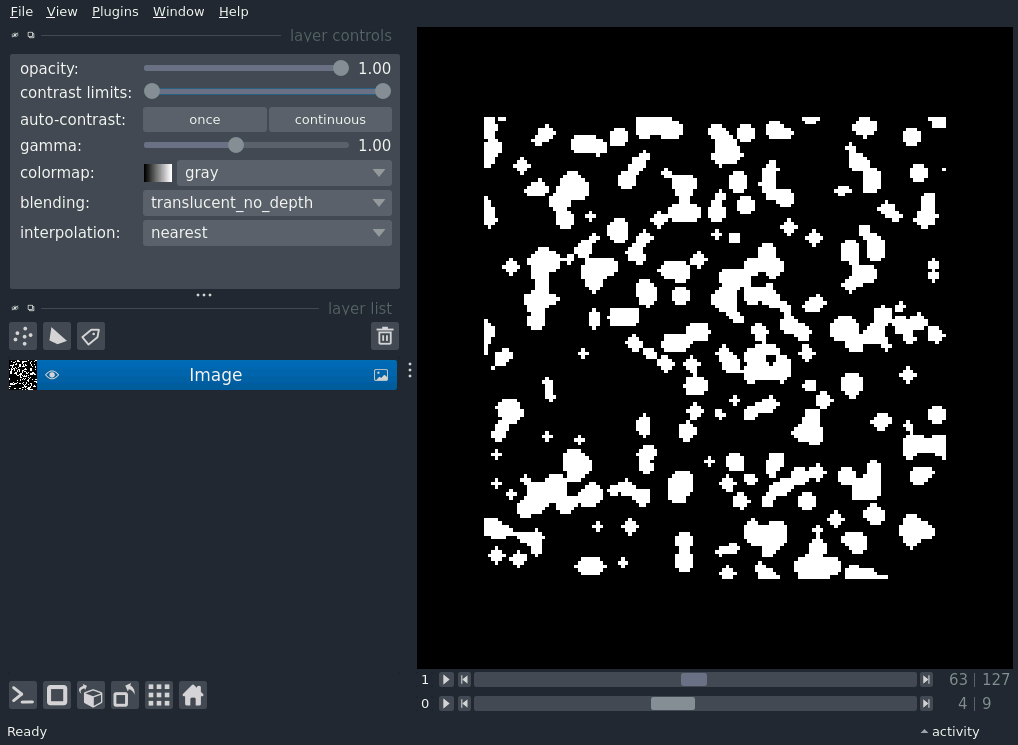 File View Plugins Window Help
layer controls
opacity: 1.00
contrast limits:
auto-contrast: once continuous
gamma: 1.00
colormap: gray
blending: translucent_no_depth
interpolation: nearest
layer list
Image
1 63 | 127
0 4 | 9
Ready activity